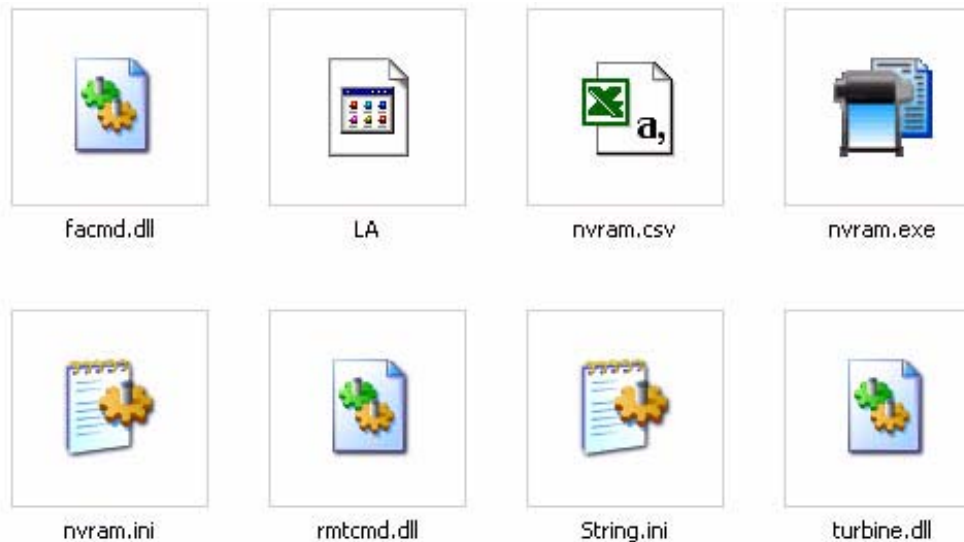 a,
facmd.dll
LA
nvram.csv
nvram.exe
nvram.ini
rmtcmd.dll
String.ini
turbine.dll